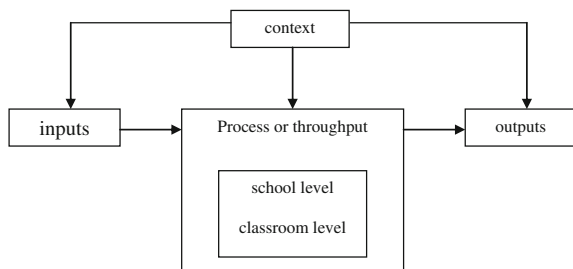 context
inputs
Process or throughput
outputs
school level
classroom level